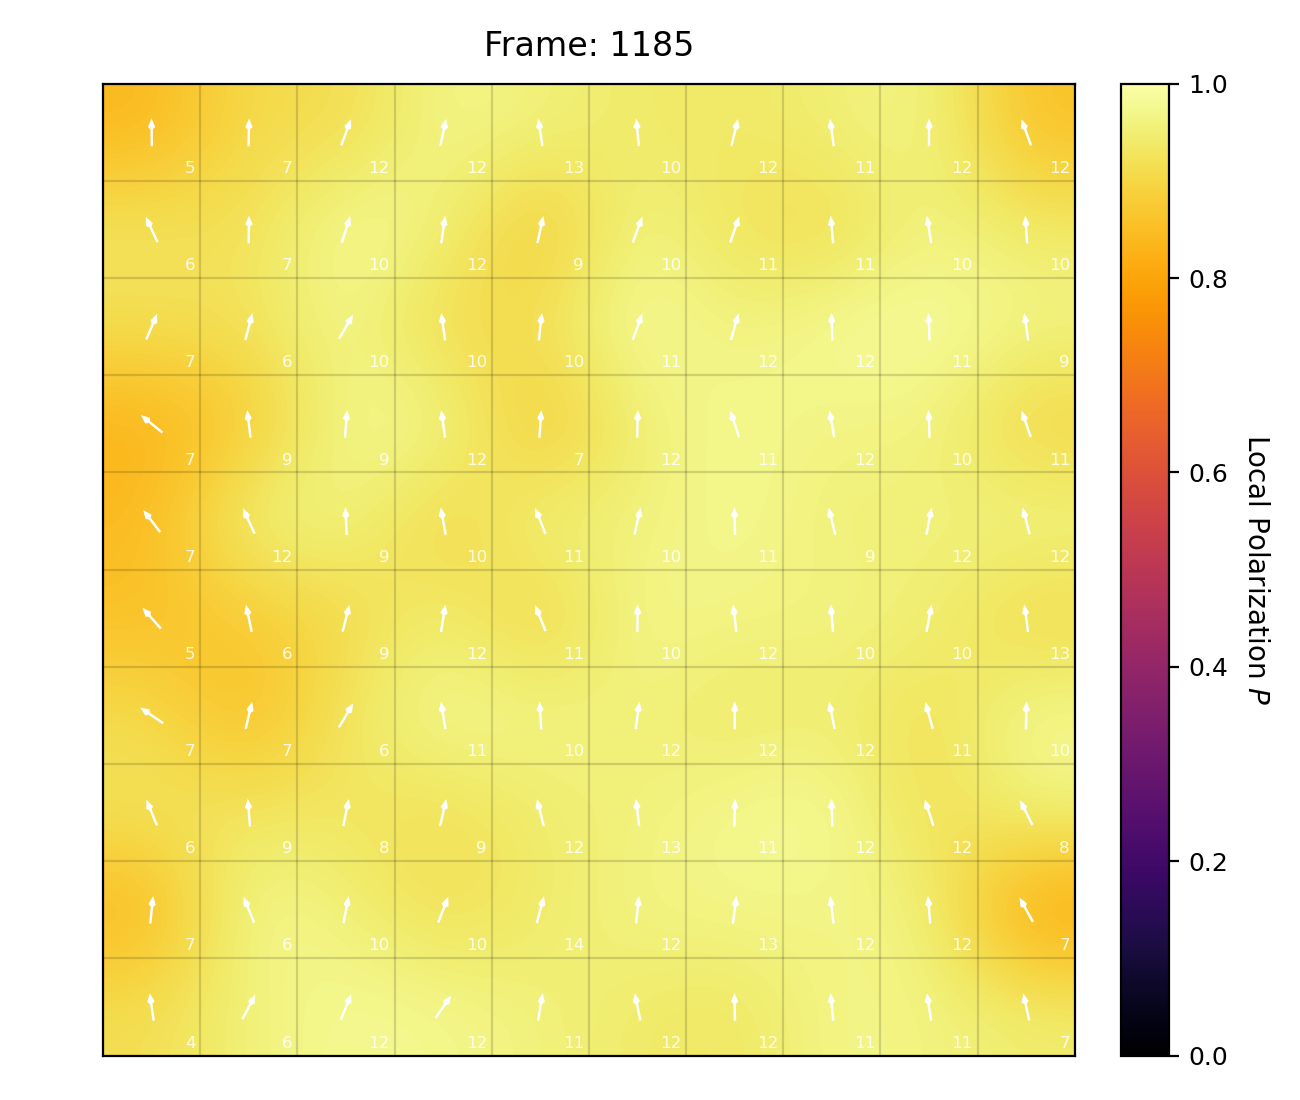 Frame: 1185
5 7 12 12 13 10 12 11 12 12
6 7 10 12 9 10 11 11 10 10
7 6 10 10 10 11 12 12 11 9
7 9 9 12 7 12 11 12 10 11
7 12 9 10 11 10 11 9 12 12
5 6 9 12 11 10 12 10 10 13
7 7 6 11 10 12 12 12 11 10
6 9 8 9 12 13 11 12 12 8
7 6 10 10 14 12 13 12 12 7
4 6 12 12 11 12 12 11 11 7
1.0
0.8
0.6
0.4
0.2
0.0
Local Polarization P